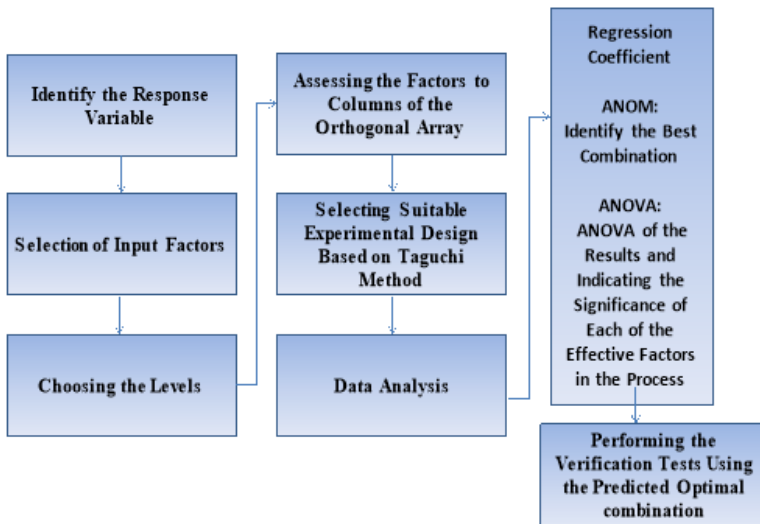 Identify the Response
Variable
Selection of Input Factors
Choosing the Levels
Assessing the Factors to
Columns of the
Orthogonal Array
Selecting Suitable
Experimental Design
Based on Taguchi
Method
Data Analysis
Regression
Coefficient
ANOM:
Identify the Best
Combination
ANOVA:
ANOVA of the
Results and
Indicating the
Significance of
Each of the
Effective Factors
in the Process
Performing the
Verification Tests Using
the Predicted Optimal
combination